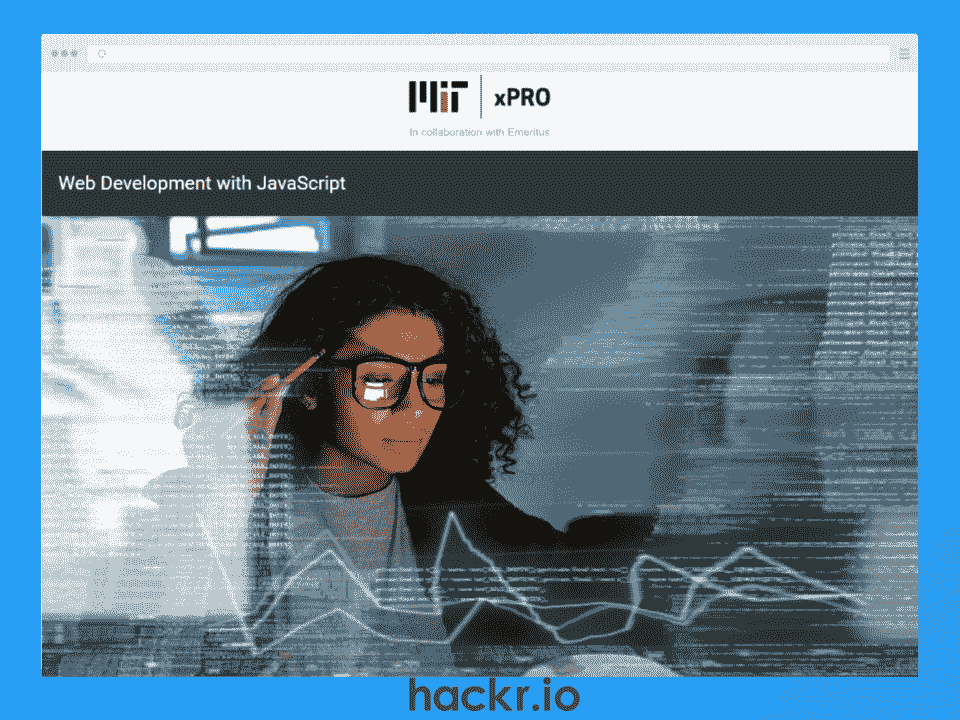 MIT xPRO
In collaboration with Emeritus
Web Development with JavaScript
hackr.io